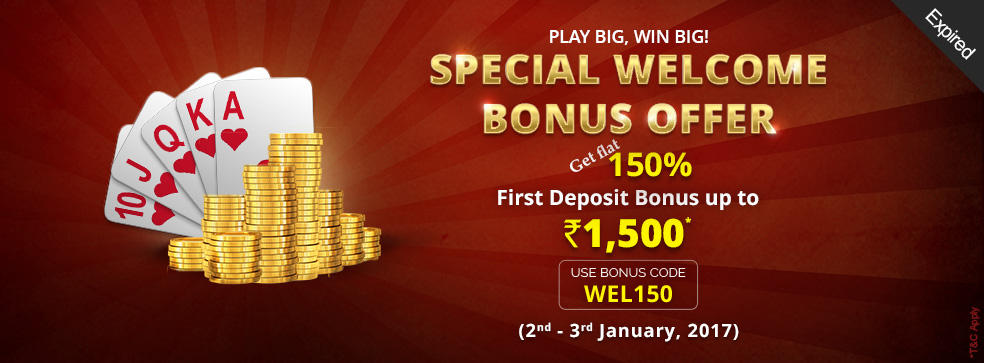 Expired
PLAY BIG, WIN BIG!
SPECIAL WELCOME
BONUS OFFER
Get flat
150%
First Deposit Bonus up to
₹1,500*
USE BONUS CODE
WEL150
(2nd - 3rd January, 2017)
*T&C Apply
10
J
Q
K
A